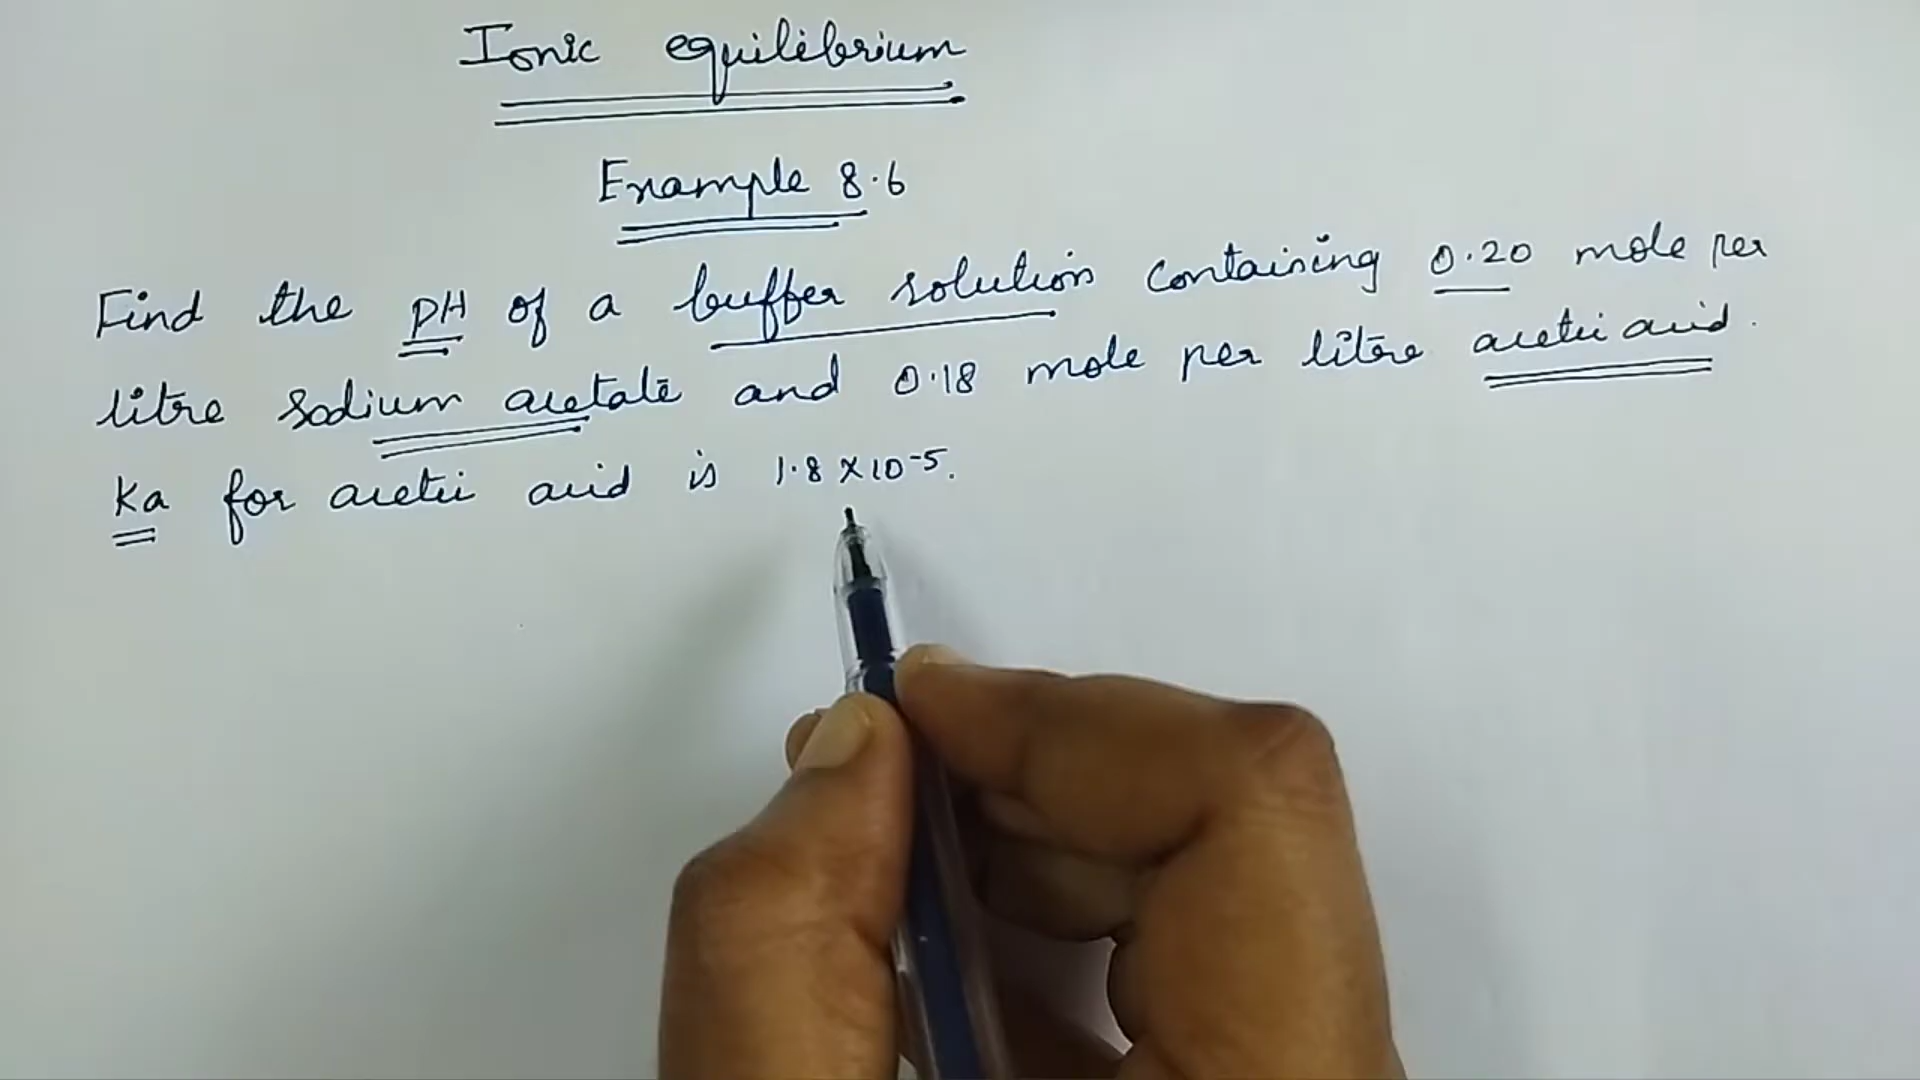 Ionic equilibrium
Example 8.6
Find the pH of a buffer solution containing 0.20 mole per
litre sodium acetate and 0.18 mole per litre acetic acid.
Ka for acetic acid is 1.8 × 10⁻⁵.